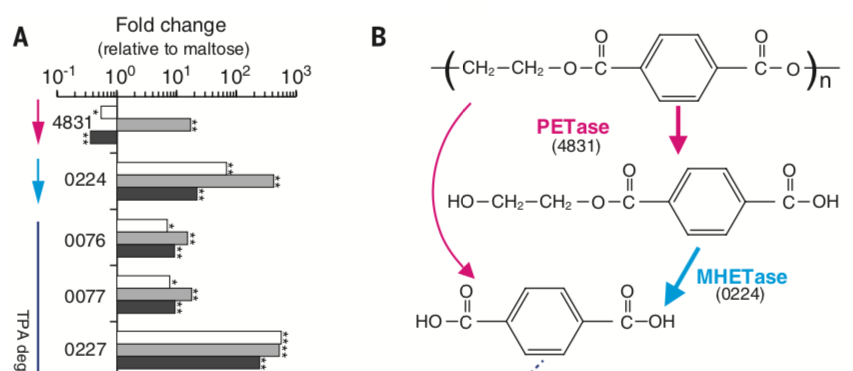 A
Fold change
(relative to maltose)
10⁻¹ 10⁰ 10¹ 10² 10³
4831
*
**
**
0224
**
**
**
0076
*
**
**
0077
*
**
**
0227
**
**
**
TPA deg
B
( CH₂–CH₂–O–C
O
C–O )n
O
PETase
(4831)
HO–CH₂–CH₂–O–C
O
C–OH
O
MHETase
(0224)
HO–C
O
C–OH
O